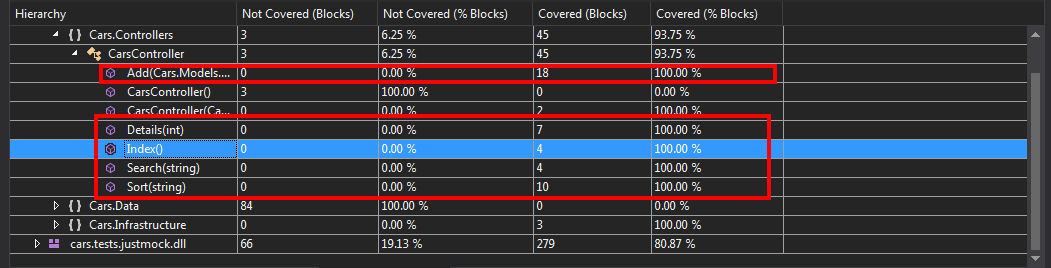 Hierarchy Not Covered (Blocks) Not Covered (% Blocks) Covered (Blocks) Covered (% Blocks)
{ } Cars.Controllers 3 6.25 % 45 93.75 %
CarsController 3 6.25 % 45 93.75 %
Add(Cars.Models.... 0 0.00 % 18 100.00 %
CarsController() 3 100.00 % 0 0.00 %
CarsController(Ca... 0 0.00 % 2 100.00 %
Details(int) 0 0.00 % 7 100.00 %
Index() 0 0.00 % 4 100.00 %
Search(string) 0 0.00 % 4 100.00 %
Sort(string) 0 0.00 % 10 100.00 %
{ } Cars.Data 84 100.00 % 0 0.00 %
{ } Cars.Infrastructure 0 0.00 % 3 100.00 %
cars.tests.justmock.dll 66 19.13 % 279 80.87 %